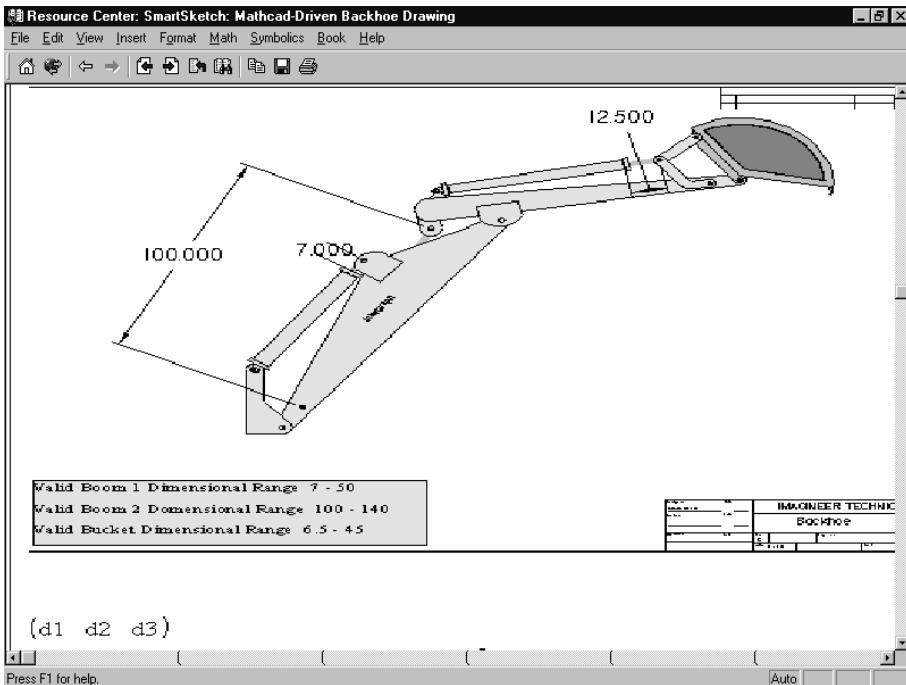 Resource Center: SmartSketch: Mathcad-Driven Backhoe Drawing
File Edit View Insert Format Math Symbolics Book Help
12.500
100.000
7.000
Valid Boom 1 Dimensional Range 7 - 50
Valid Boom 2 Domensional Range 100 - 140
Valid Bucket Dimensional Range 6.5 - 45
IMAGINEER TECHNIC
Backhoe
(d1 d2 d3)
Press F1 for help.
Auto